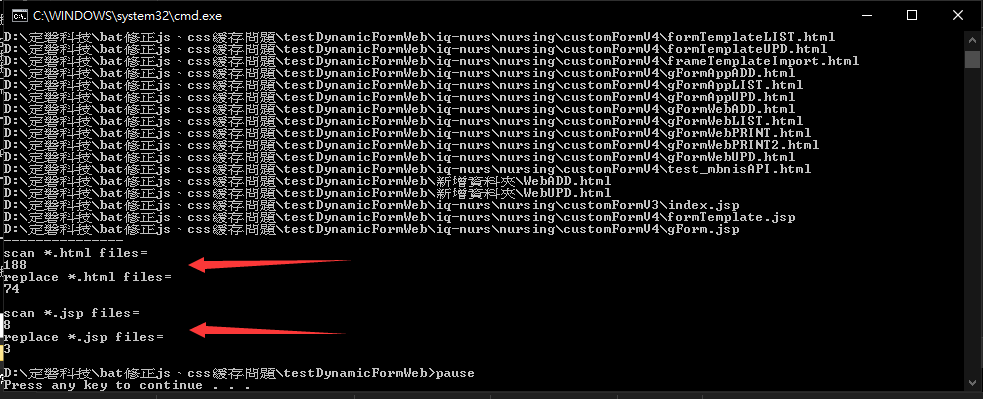 C:\WINDOWS\system32\cmd.exe
D:\定磐科技\bat修正js、css緩存問題\testDynamicFormWeb\iq-nurs\nursing\customFormV4\formTemplateLIST.html
D:\定磐科技\bat修正js、css緩存問題\testDynamicFormWeb\iq-nurs\nursing\customFormV4\formTemplateUPD.html
D:\定磐科技\bat修正js、css緩存問題\testDynamicFormWeb\iq-nurs\nursing\customFormV4\frameTemplateImport.html
D:\定磐科技\bat修正js、css緩存問題\testDynamicFormWeb\iq-nurs\nursing\customFormV4\gFormAppADD.html
D:\定磐科技\bat修正js、css緩存問題\testDynamicFormWeb\iq-nurs\nursing\customFormV4\gFormAppLIST.html
D:\定磐科技\bat修正js、css緩存問題\testDynamicFormWeb\iq-nurs\nursing\customFormV4\gFormAppUPD.html
D:\定磐科技\bat修正js、css緩存問題\testDynamicFormWeb\iq-nurs\nursing\customFormV4\gFormWebADD.html
D:\定磐科技\bat修正js、css緩存問題\testDynamicFormWeb\iq-nurs\nursing\customFormV4\gFormWebLIST.html
D:\定磐科技\bat修正js、css緩存問題\testDynamicFormWeb\iq-nurs\nursing\customFormV4\gFormWebPRINT.html
D:\定磐科技\bat修正js、css緩存問題\testDynamicFormWeb\iq-nurs\nursing\customFormV4\gFormWebPRINT2.html
D:\定磐科技\bat修正js、css緩存問題\testDynamicFormWeb\iq-nurs\nursing\customFormV4\gFormWebUPD.html
D:\定磐科技\bat修正js、css緩存問題\testDynamicFormWeb\iq-nurs\nursing\customFormV4\test_mbnisAPI.html
D:\定磐科技\bat修正js、css緩存問題\testDynamicFormWeb\新增資料夾\WebADD.html
D:\定磐科技\bat修正js、css緩存問題\testDynamicFormWeb\新增資料夾\WebUPD.html
D:\定磐科技\bat修正js、css緩存問題\testDynamicFormWeb\iq-nurs\nursing\customFormV3\index.jsp
D:\定磐科技\bat修正js、css緩存問題\testDynamicFormWeb\iq-nurs\nursing\customFormV4\formTemplate.jsp
D:\定磐科技\bat修正js、css緩存問題\testDynamicFormWeb\iq-nurs\nursing\customFormV4\gForm.jsp
---------------
scan *.html files=
188
replace *.html files=
74
scan *.jsp files=
8
replace *.jsp files=
3
D:\定磐科技\bat修正js、css緩存問題\testDynamicFormWeb>pause
Press any key to continue . . .